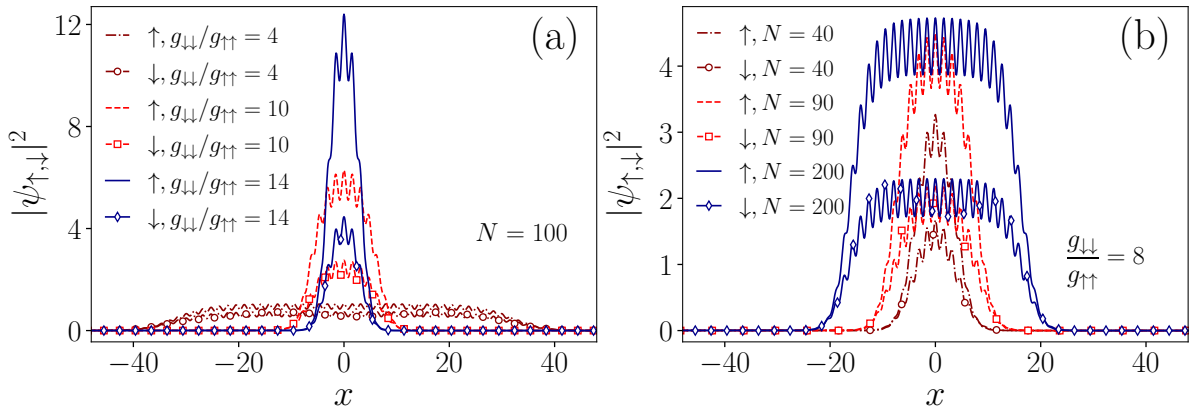 (a)
|ψ↑,↓|²
12
8
4
0
↑, g↓↓/g↑↑ = 4
↓, g↓↓/g↑↑ = 4
↑, g↓↓/g↑↑ = 10
↓, g↓↓/g↑↑ = 10
↑, g↓↓/g↑↑ = 14
↓, g↓↓/g↑↑ = 14
N = 100
−40 −20 0 20 40
x
(b)
|ψ↑,↓|²
4
3
2
1
0
↑, N = 40
↓, N = 40
↑, N = 90
↓, N = 90
↑, N = 200
↓, N = 200
g↓↓/g↑↑ = 8
−40 −20 0 20 40
x